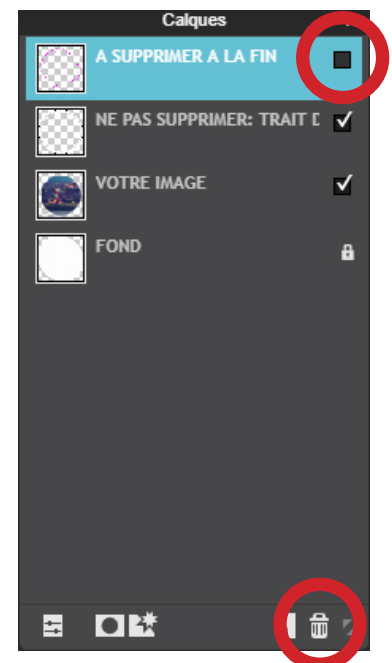 Calques
A SUPPRIMER A LA FIN
NE PAS SUPPRIMER: TRAIT D
VOTRE IMAGE
FOND